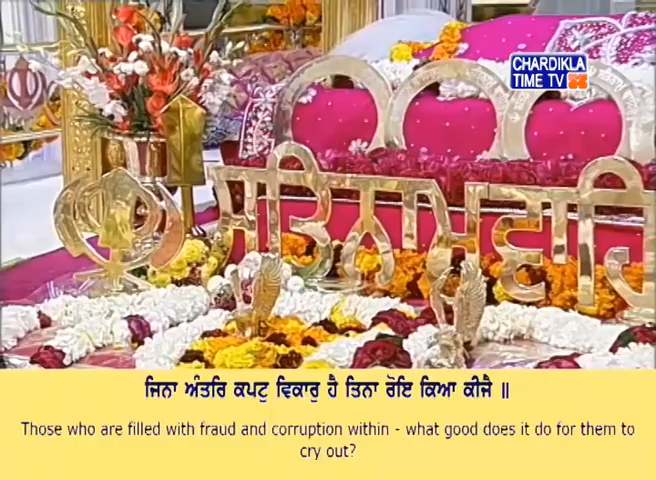 CHARDIKLA
TIME TV
ਸਤਿਨਾਮੁ ਵਾਹਿ
ਜਿਨਾ ਅੰਤਰਿ ਕਪਟੁ ਵਿਕਾਰੁ ਹੈ ਤਿਨਾ ਰੋਇ ਕਿਆ ਕੀਜੈ ॥
Those who are filled with fraud and corruption within - what good does it do for them to
cry out?